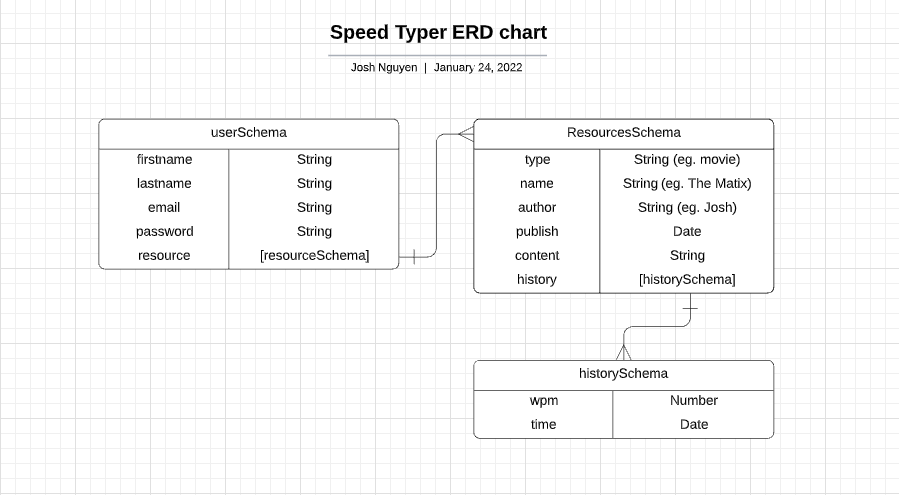 Speed Typer ERD chart
Josh Nguyen | January 24, 2022
userSchema
firstname String
lastname String
email String
password String
resource [resourceSchema]
ResourcesSchema
type String (eg. movie)
name String (eg. The Matix)
author String (eg. Josh)
publish Date
content String
history [historySchema]
historySchema
wpm Number
time Date